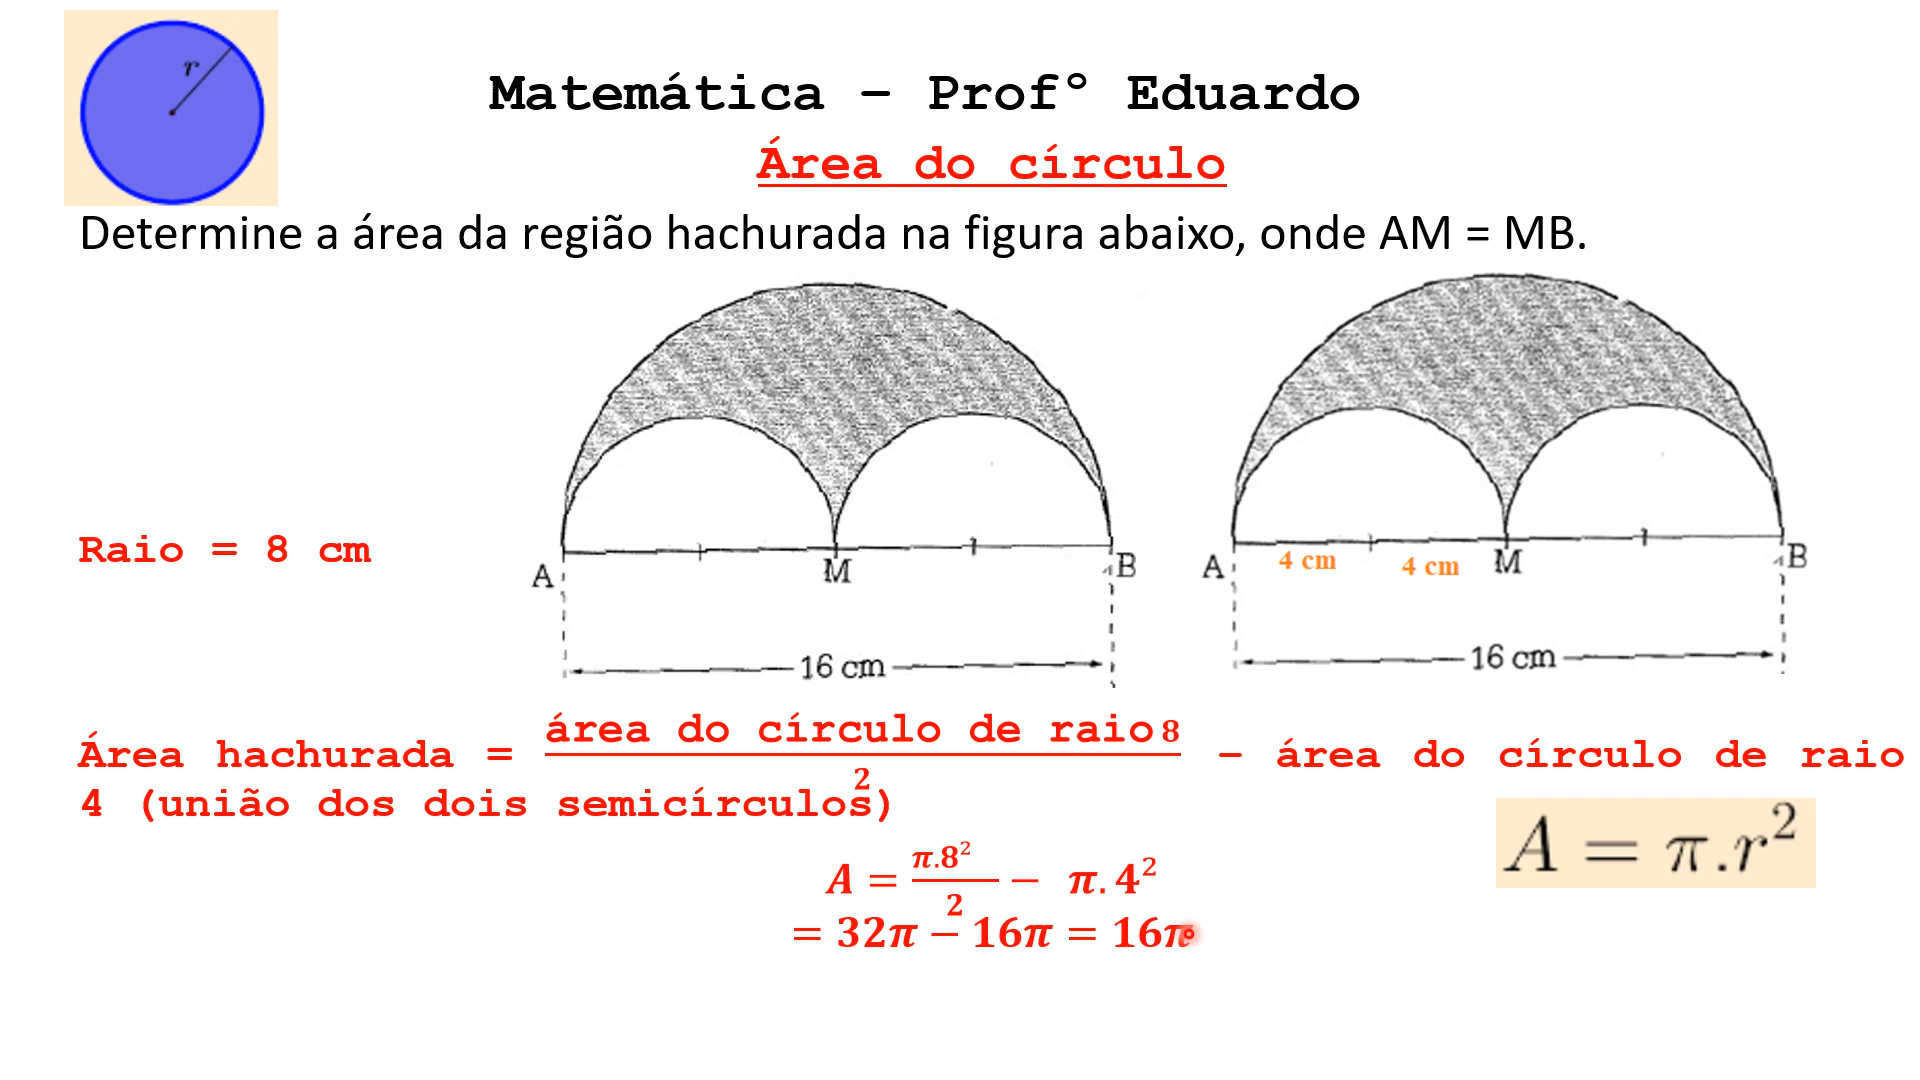 r
Matemática – Profº Eduardo
Área do círculo
Determine a área da região hachurada na figura abaixo, onde AM = MB.
Raio = 8 cm
A M B
16 cm
A 4 cm 4 cm M B
16 cm
Área hachurada = área do círculo de raio 8 / 2 – área do círculo de raio
4 (união dos dois semicírculos)
A = π.8² / 2 − π.4²
= 32π − 16π = 16π
A = π.r²